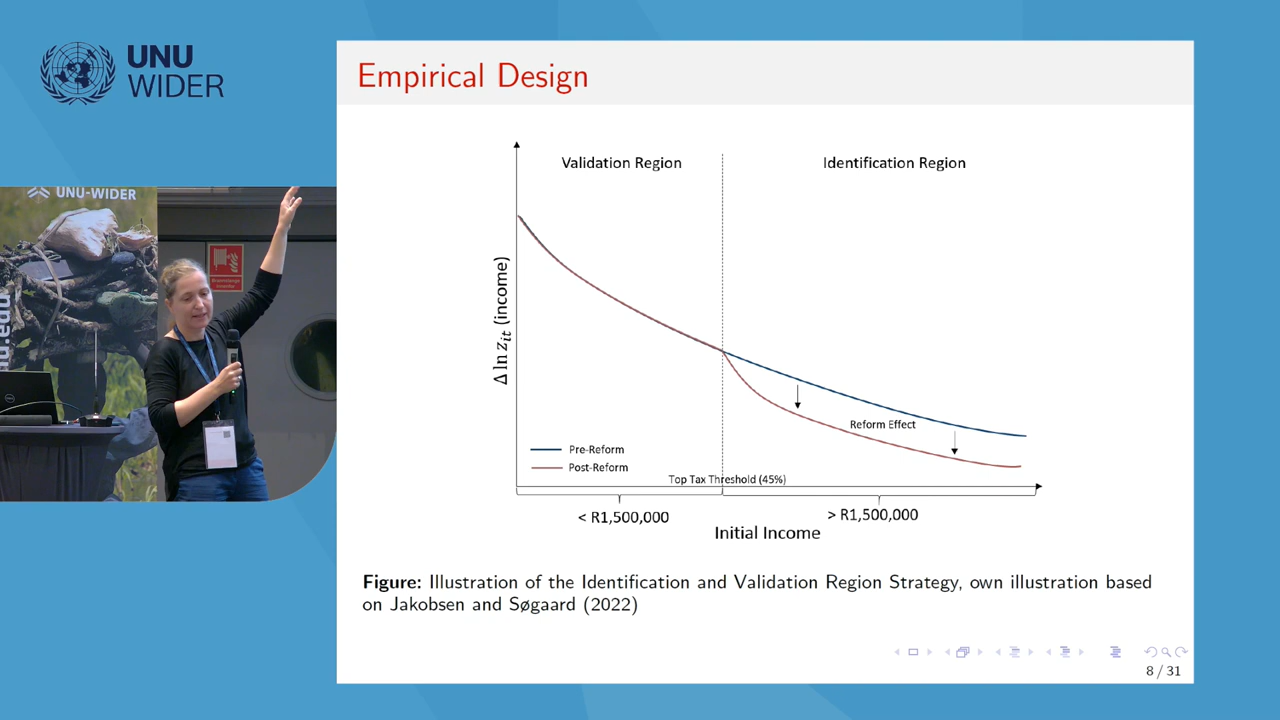 UNU
WIDER
UNU-WIDER
Empirical Design
Validation Region
Identification Region
Δ ln z_it (income)
Reform Effect
Pre-Reform
Post-Reform
Top Tax Threshold (45%)
< R1,500,000
> R1,500,000
Initial Income
Figure: Illustration of the Identification and Validation Region Strategy, own illustration based
on Jakobsen and Søgaard (2022)
8 / 31